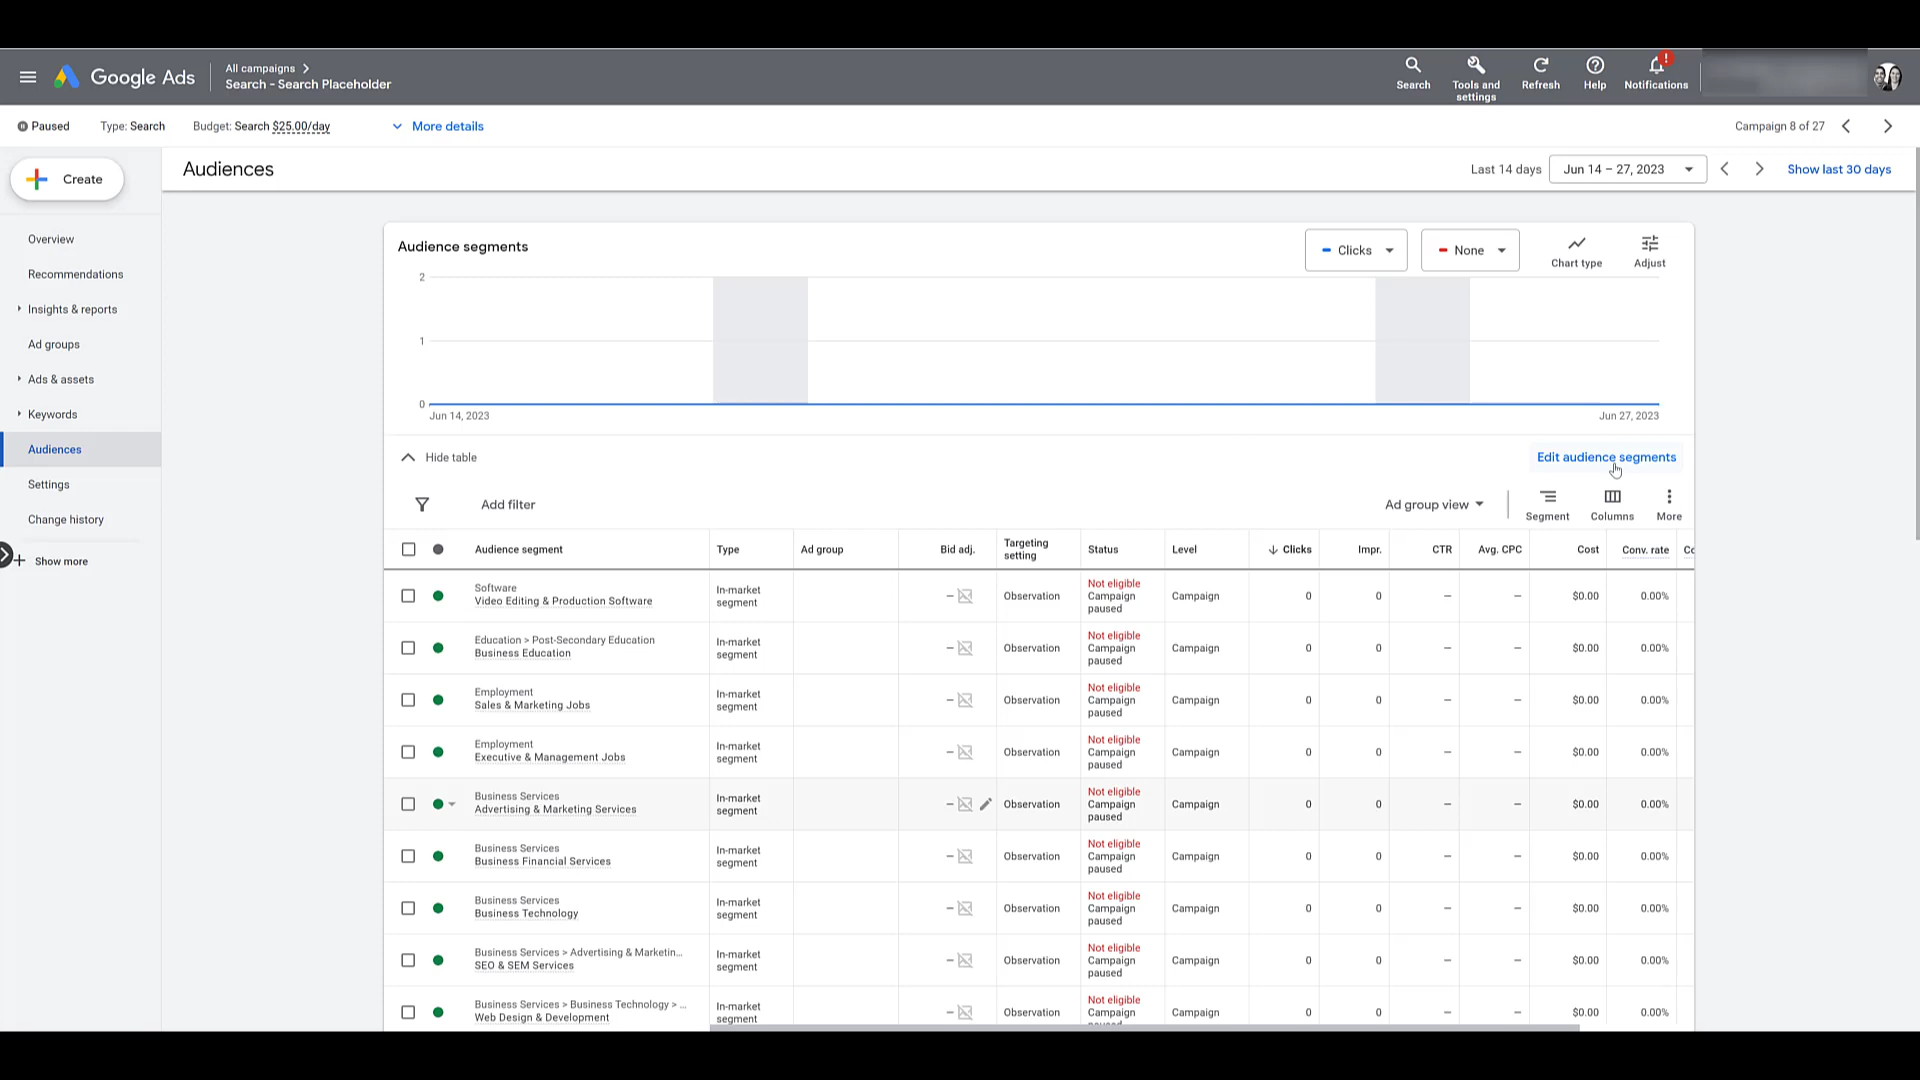 Google Ads
All campaigns
Search - Search Placeholder
Search
Tools and settings
Refresh
Help
!
Notifications
Paused
Type: Search
Budget: Search $25.00/day
More details
Campaign 8 of 27
Create
Audiences
Last 14 days
Jun 14 – 27, 2023
Show last 30 days
Overview
Recommendations
Insights & reports
Ad groups
Ads & assets
Keywords
Audiences
Settings
Change history
Show more
Audience segments
Clicks
None
Chart type
Adjust
2
1
0
Jun 14, 2023
Jun 27, 2023
Hide table
Edit audience segments
Add filter
Ad group view
Segment
Columns
More
Audience segment Type Ad group Bid adj. Targeting setting Status Level Clicks Impr. CTR Avg. CPC Cost Conv. rate Co
Software
Video Editing & Production Software In-market segment – Observation Not eligible Campaign paused Campaign 0 0 – – $0.00 0.00%
Education > Post-Secondary Education
Business Education In-market segment – Observation Not eligible Campaign paused Campaign 0 0 – – $0.00 0.00%
Employment
Sales & Marketing Jobs In-market segment – Observation Not eligible Campaign paused Campaign 0 0 – – $0.00 0.00%
Employment
Executive & Management Jobs In-market segment – Observation Not eligible Campaign paused Campaign 0 0 – – $0.00 0.00%
Business Services
Advertising & Marketing Services In-market segment – Observation Not eligible Campaign paused Campaign 0 0 – – $0.00 0.00%
Business Services
Business Financial Services In-market segment – Observation Not eligible Campaign paused Campaign 0 0 – – $0.00 0.00%
Business Services
Business Technology In-market segment – Observation Not eligible Campaign paused Campaign 0 0 – – $0.00 0.00%
Business Services > Advertising & Marketin...
SEO & SEM Services In-market segment – Observation Not eligible Campaign paused Campaign 0 0 – – $0.00 0.00%
Business Services > Business Technology > ...
Web Design & Development In-market segment – Observation Not eligible Campaign paused Campaign 0 0 – – $0.00 0.00%